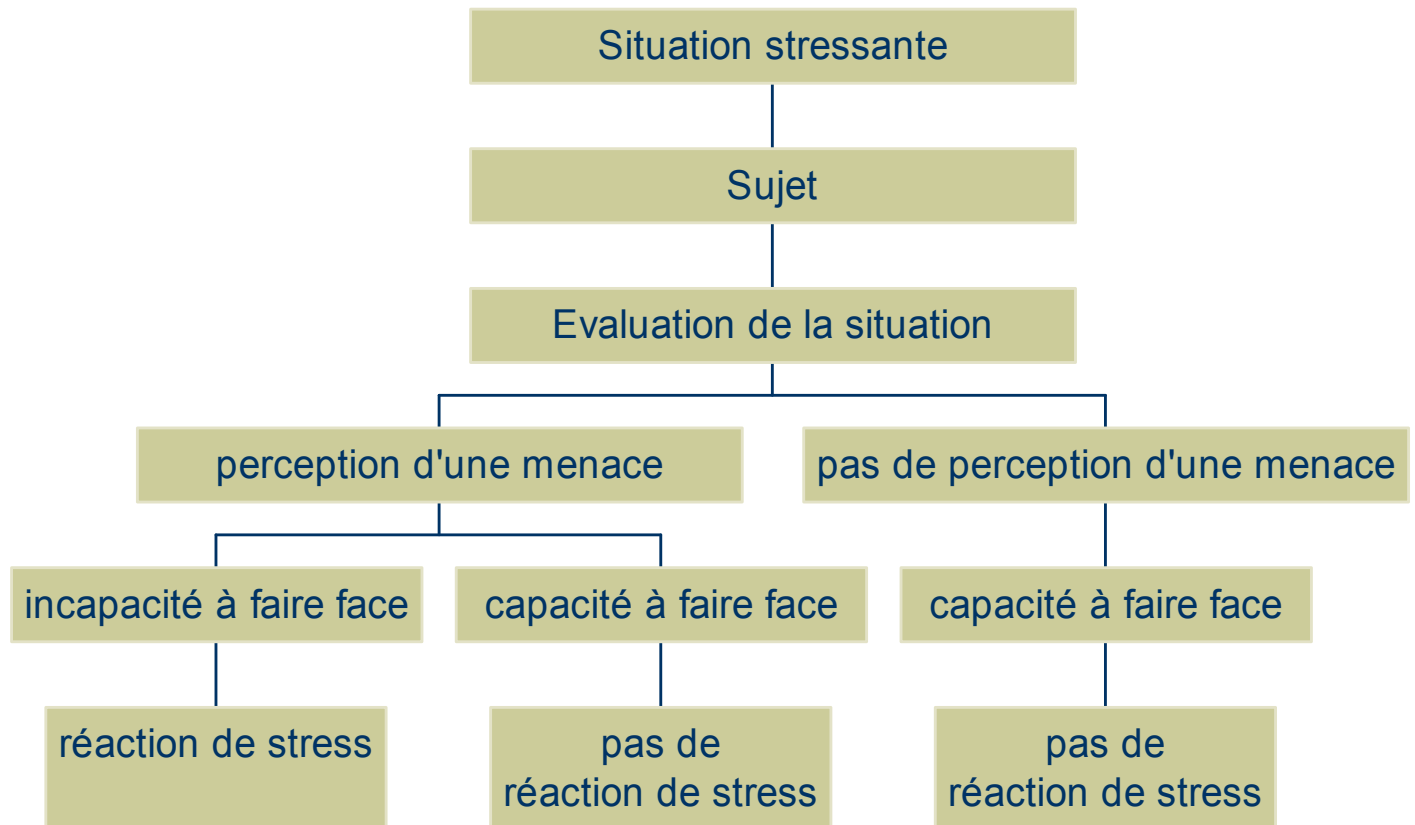 Situation stressante
Sujet
Evaluation de la situation
perception d'une menace
pas de perception d'une menace
incapacité à faire face
capacité à faire face
capacité à faire face
réaction de stress
pas de
réaction de stress
pas de
réaction de stress